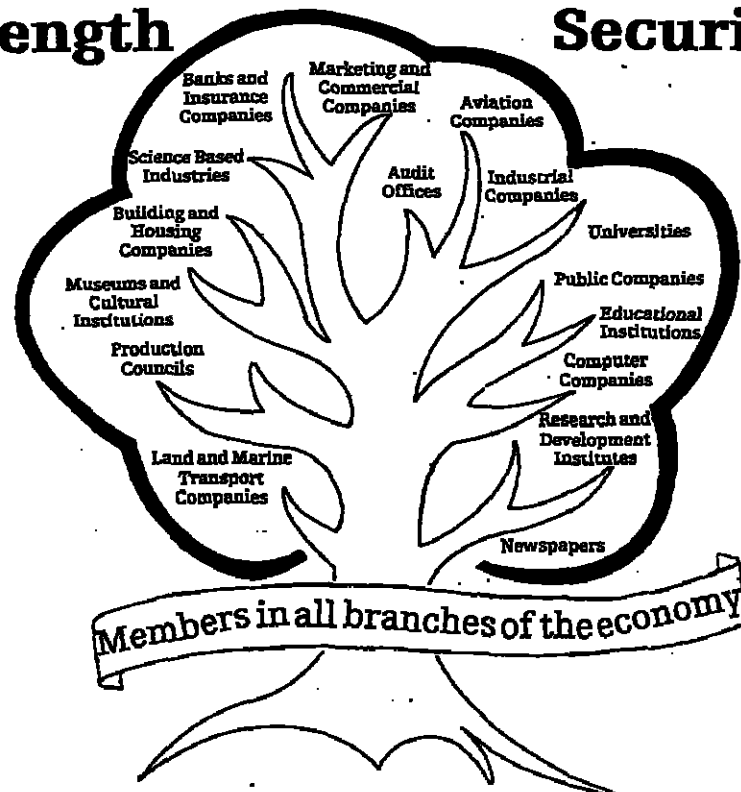 ength
Securi
Banks and
Insurance
Companies
Marketing and
Commercial
Companies
Aviation
Companies
Science Based
Industries
Audit
Offices
Industrial
Companies
Building and
Housing
Companies
Universities
Museums and
Cultural
Institutions
Public Companies
Educational
Institutions
Production
Councils
Computer
Companies
Research and
Development
Institutes
Land and Marine
Transport
Companies
Newspapers
Members in all branches of the economy